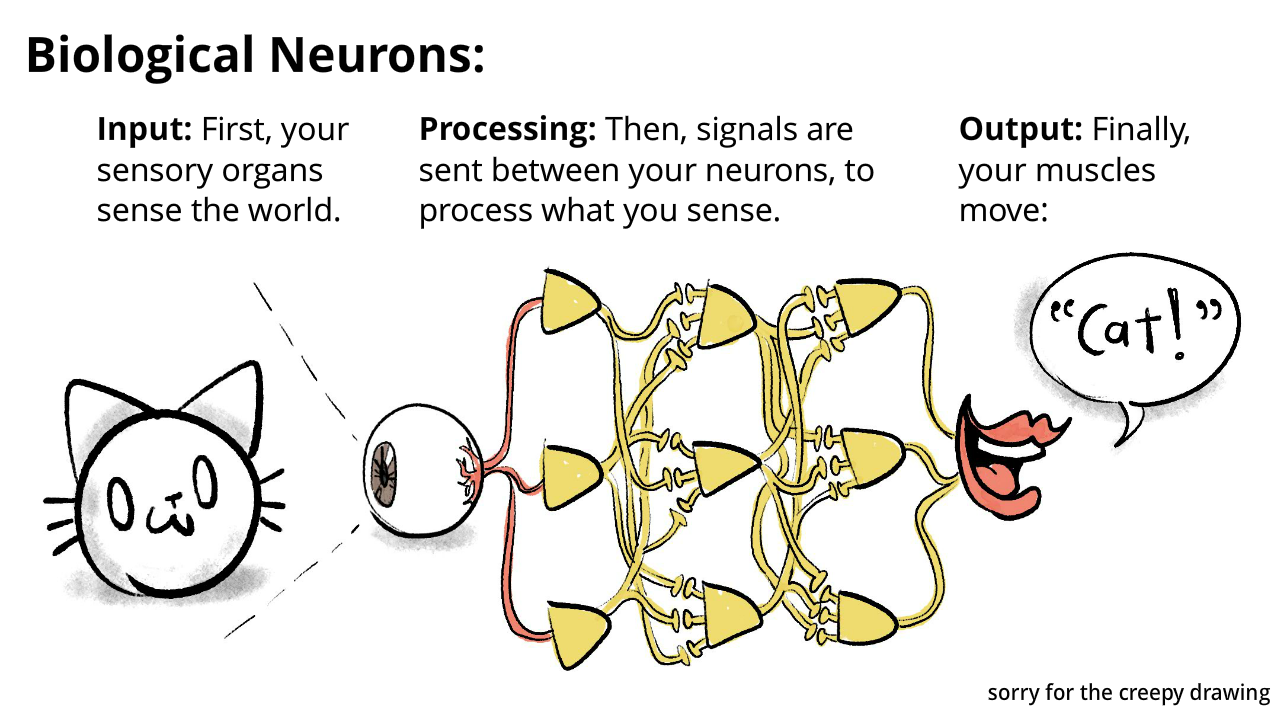 Biological Neurons:
Input: First, your
sensory organs
sense the world.
Processing: Then, signals are
sent between your neurons, to
process what you sense.
Output: Finally,
your muscles
move:
“Cat!”
sorry for the creepy drawing